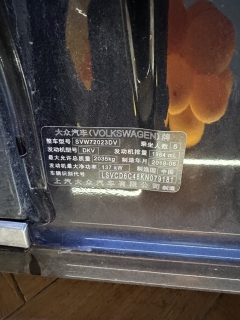 大众汽车(VOLKSWAGEN)牌
整车型号 SVW72023DV 乘坐人数 5
发动机型号 DKV 发动机排量 1984 mL
最大允许总质量 2035kg 制造年月 2019-06
发动机最大净功率 137 kW 制造国 中国
车辆识别代号 LSVCD6C46KN079181
上汽大众汽车有限公司 制造